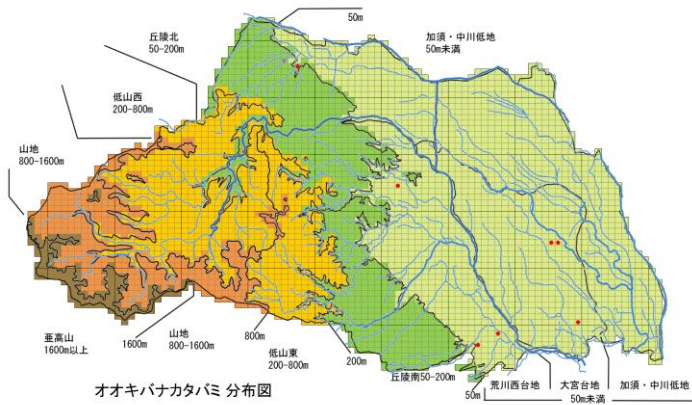 50m
丘陵北
50-200m
加須・中川低地
50m未満
低山西
200-800m
山地
800-1600m
亜高山
1600m以上
1600m
山地
800-1600m
800m
低山東
200-800m
200m
丘陵南50-200m
50m
荒川西台地
大宮台地
加須・中川低地
50m未満
オオキバナカタバミ 分布図